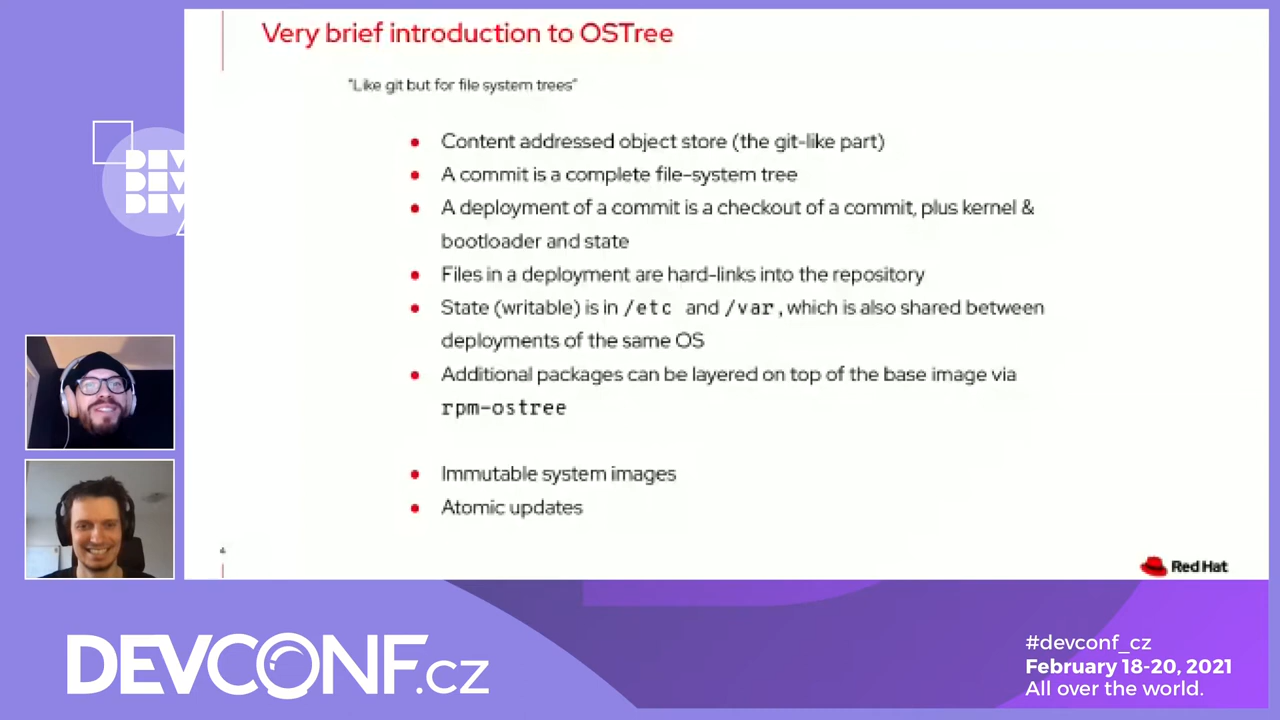 Very brief introduction to OSTree
"Like git but for file system trees"
Content addressed object store (the git-like part)
A commit is a complete file-system tree
A deployment of a commit is a checkout of a commit, plus kernel &
bootloader and state
Files in a deployment are hard-links into the repository
State (writable) is in /etc and /var, which is also shared between
deployments of the same OS
Additional packages can be layered on top of the base image via
rpm-ostree
Immutable system images
Atomic updates
Red Hat
DEVCONF.cz
#devconf_cz
February 18-20, 2021
All over the world.